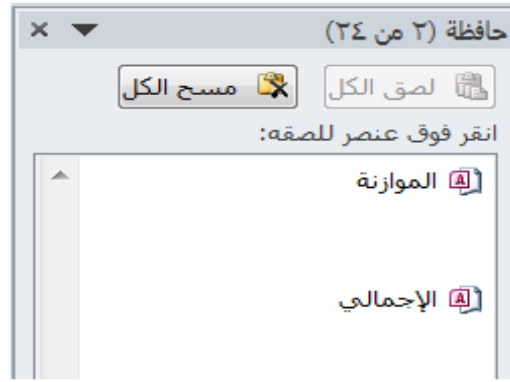 حافظة (٢ من ٢٤)
لصق الكل مسح الكل
انقر فوق عنصر للصقه:
الموازنة
الإجمالي